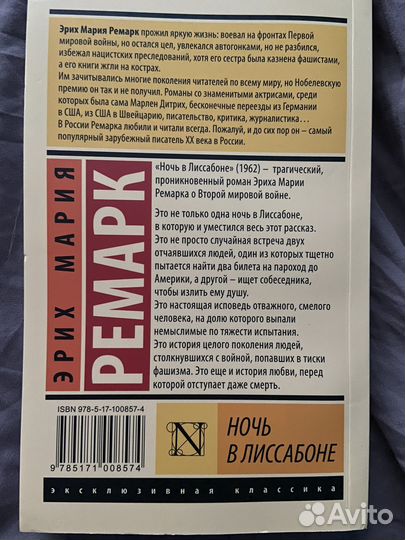 Эрих Мария Ремарк прожил яркую жизнь: воевал на фронтах Первой
мировой войны, но остался цел, увлекался автогонками, но не разбился,
избежал нацистских преследований, хотя его сестра была казнена фашистами,
а его книги жгли на кострах.
Им зачитывались многие поколения читателей по всему миру, но Нобелевскую
премию он так и не получил. Романы со знаменитыми актрисами, среди
которых была сама Марлен Дитрих, бесконечные переезды из Германии
в США, из США в Швейцарию, писательство, критика, журналистика…
В России Ремарка любили и читали всегда. Пожалуй, и до сих пор он – самый
популярный зарубежный писатель XX века в России.
ЭРИХ МАРИЯ
РЕМАРК
«Ночь в Лиссабоне» (1962) – трагический,
проникновенный роман Эриха Марии
Ремарка о Второй мировой войне.
Это не только одна ночь в Лиссабоне,
в которую и уместился весь этот рассказ.
Это не просто случайная встреча двух
отчаявшихся людей, один из которых тщетно
пытается найти два билета на пароход до
Америки, а другой – ищет собеседника,
чтобы излить ему душу.
Это настоящая исповедь отважного, смелого
человека, на долю которого выпали
немыслимые по тяжести испытания.
Это история целого поколения людей,
столкнувшихся с войной, попавших в тиски
фашизма. Это еще и история любви, перед
которой отступает даже смерть.
ISBN 978-5-17-100857-4
9 785171 008574
N
НОЧЬ
В ЛИССАБОНЕ
эксклюзивная классика
Avito